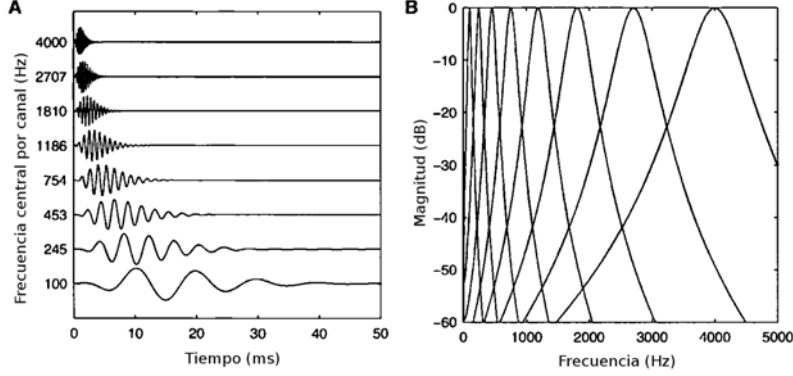 A
Frecuencia central por canal (Hz)
4000
2707
1810
1186
754
453
245
100
0 10 20 30 40 50
Tiempo (ms)
B
Magnitud (dB)
0
−10
−20
−30
−40
−50
−60
0 1000 2000 3000 4000 5000
Frecuencia (Hz)